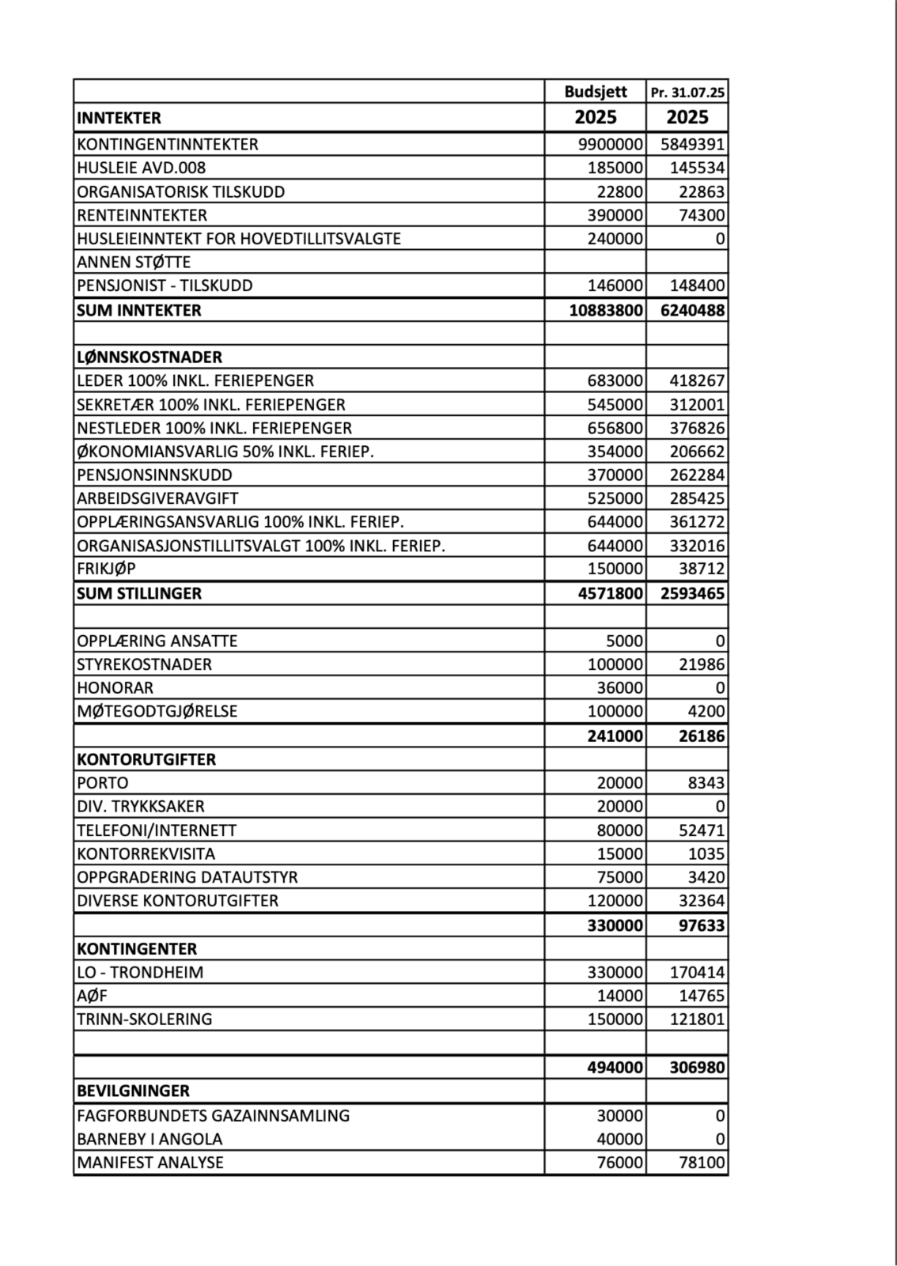 Budsjett Pr. 31.07.25
INNTEKTER 2025 2025
KONTINGENTINNTEKTER 9900000 5849391
HUSLEIE AVD.008 185000 145534
ORGANISATORISK TILSKUDD 22800 22863
RENTEINNTEKTER 390000 74300
HUSLEIEINNTEKT FOR HOVEDTILLITSVALGTE 240000 0
ANNEN STØTTE
PENSJONIST - TILSKUDD 146000 148400
SUM INNTEKTER 10883800 6240488
LØNNSKOSTNADER
LEDER 100% INKL. FERIEPENGER 683000 418267
SEKRETÆR 100% INKL. FERIEPENGER 545000 312001
NESTLEDER 100% INKL. FERIEPENGER 656800 376826
ØKONOMIANSVARLIG 50% INKL. FERIEP. 354000 206662
PENSJONSINNSKUDD 370000 262284
ARBEIDSGIVERAVGIFT 525000 285425
OPPLÆRINGSANSVARLIG 100% INKL. FERIEP. 644000 361272
ORGANISASJONSTILLITSVALGT 100% INKL. FERIEP. 644000 332016
FRIKJØP 150000 38712
SUM STILLINGER 4571800 2593465
OPPLÆRING ANSATTE 5000 0
STYREKOSTNADER 100000 21986
HONORAR 36000 0
MØTEGODTGJØRELSE 100000 4200
241000 26186
KONTORUTGIFTER
PORTO 20000 8343
DIV. TRYKKSAKER 20000 0
TELEFONI/INTERNETT 80000 52471
KONTORREKVISITA 15000 1035
OPPGRADERING DATAUTSTYR 75000 3420
DIVERSE KONTORUTGIFTER 120000 32364
330000 97633
KONTINGENTER
LO - TRONDHEIM 330000 170414
AØF 14000 14765
TRINN-SKOLERING 150000 121801
494000 306980
BEVILGNINGER
FAGFORBUNDETS GAZAINNSAMLING 30000 0
BARNEBY I ANGOLA 40000 0
MANIFEST ANALYSE 76000 78100